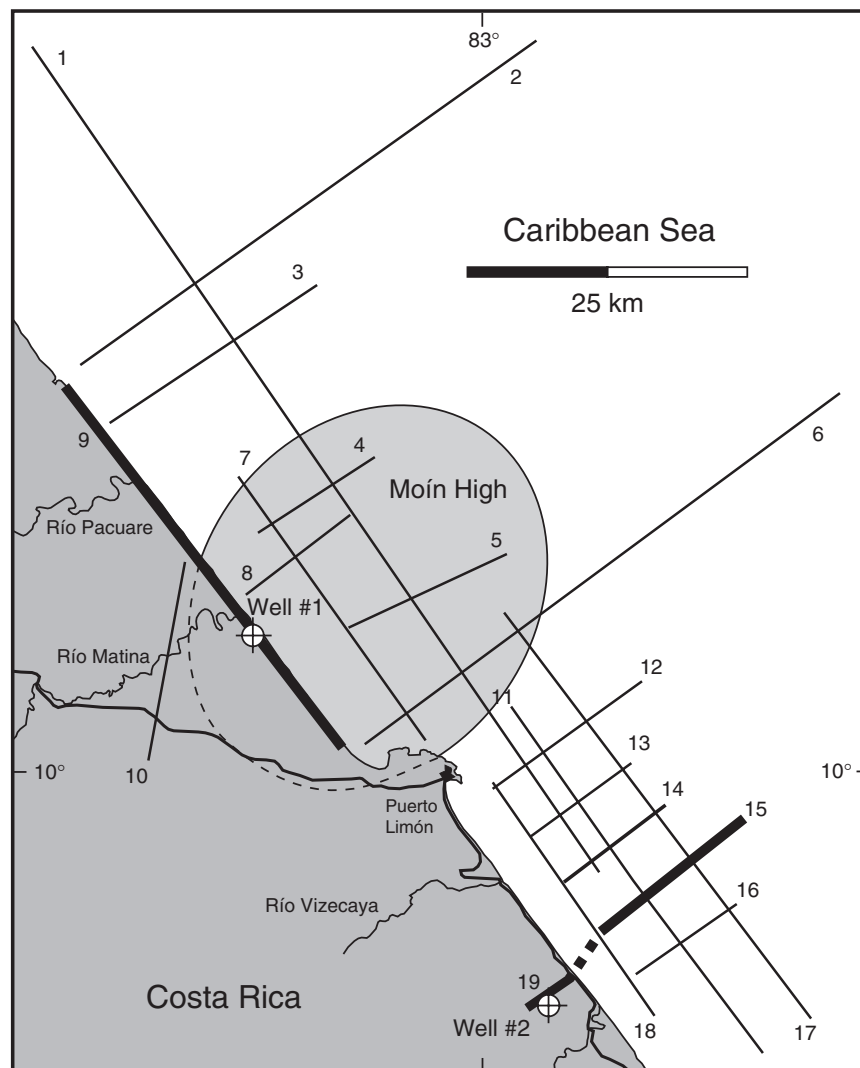 83°
1
2
Caribbean Sea
25 km
3
6
9
7
4
Moín High
Río Pacuare
5
8
Well #1
Río Matina
12
11
13
10° 10°
10
14
15
Puerto
Limón
16
Río Vizecaya
19
Costa Rica
Well #2
18
17